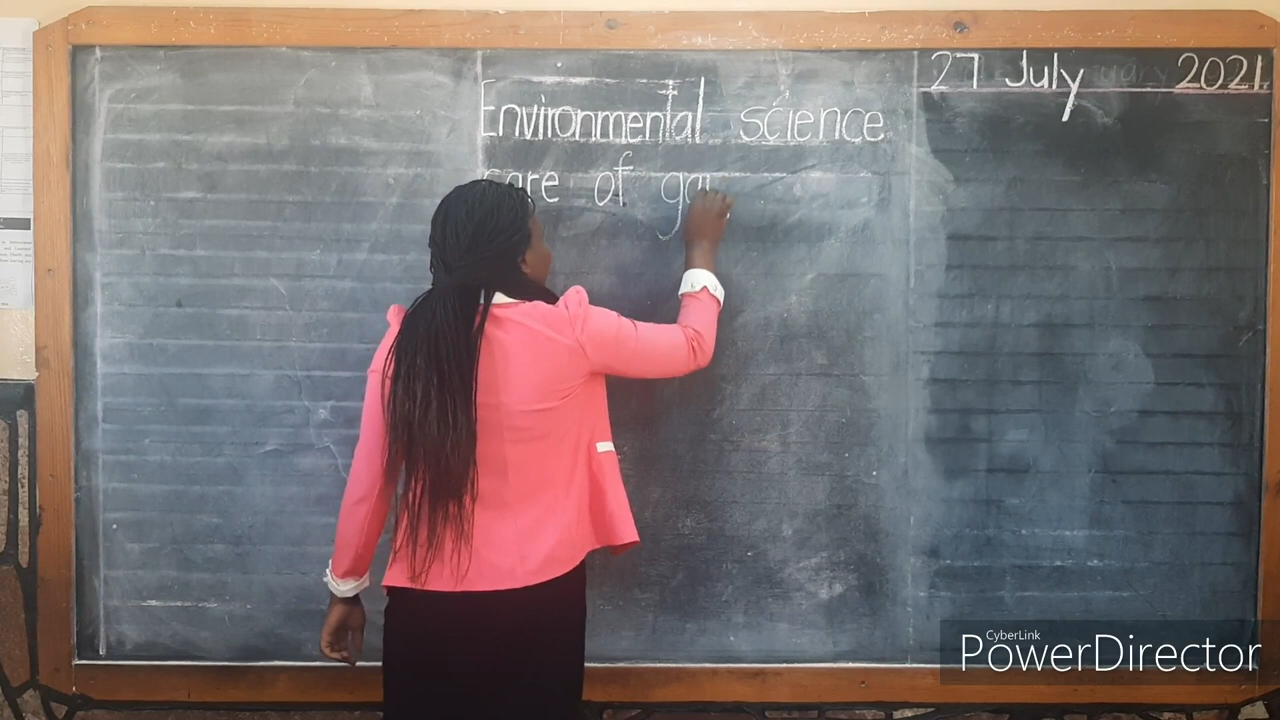 27 July 2021.
Environmental science
care of ga
CyberLink
PowerDirector